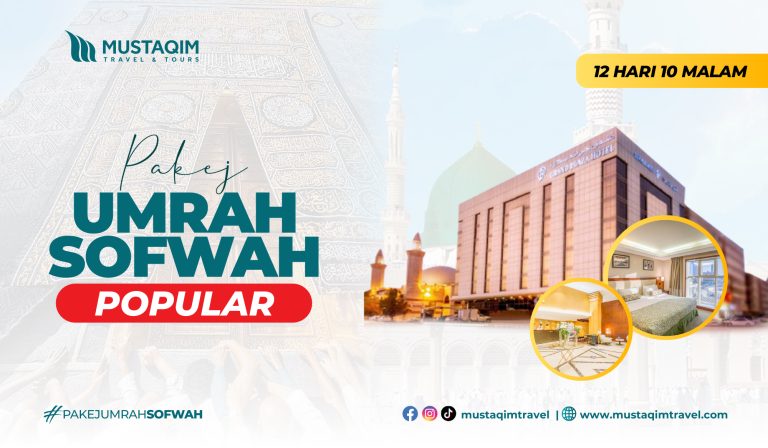 MUSTAQIM
TRAVEL & TOURS
12 HARI 10 MALAM
Pakej
UMRAH
SOFWAH
POPULAR
#PAKEJUMRAHSOFWAH
mustaqimtravel | www.mustaqimtravel.com